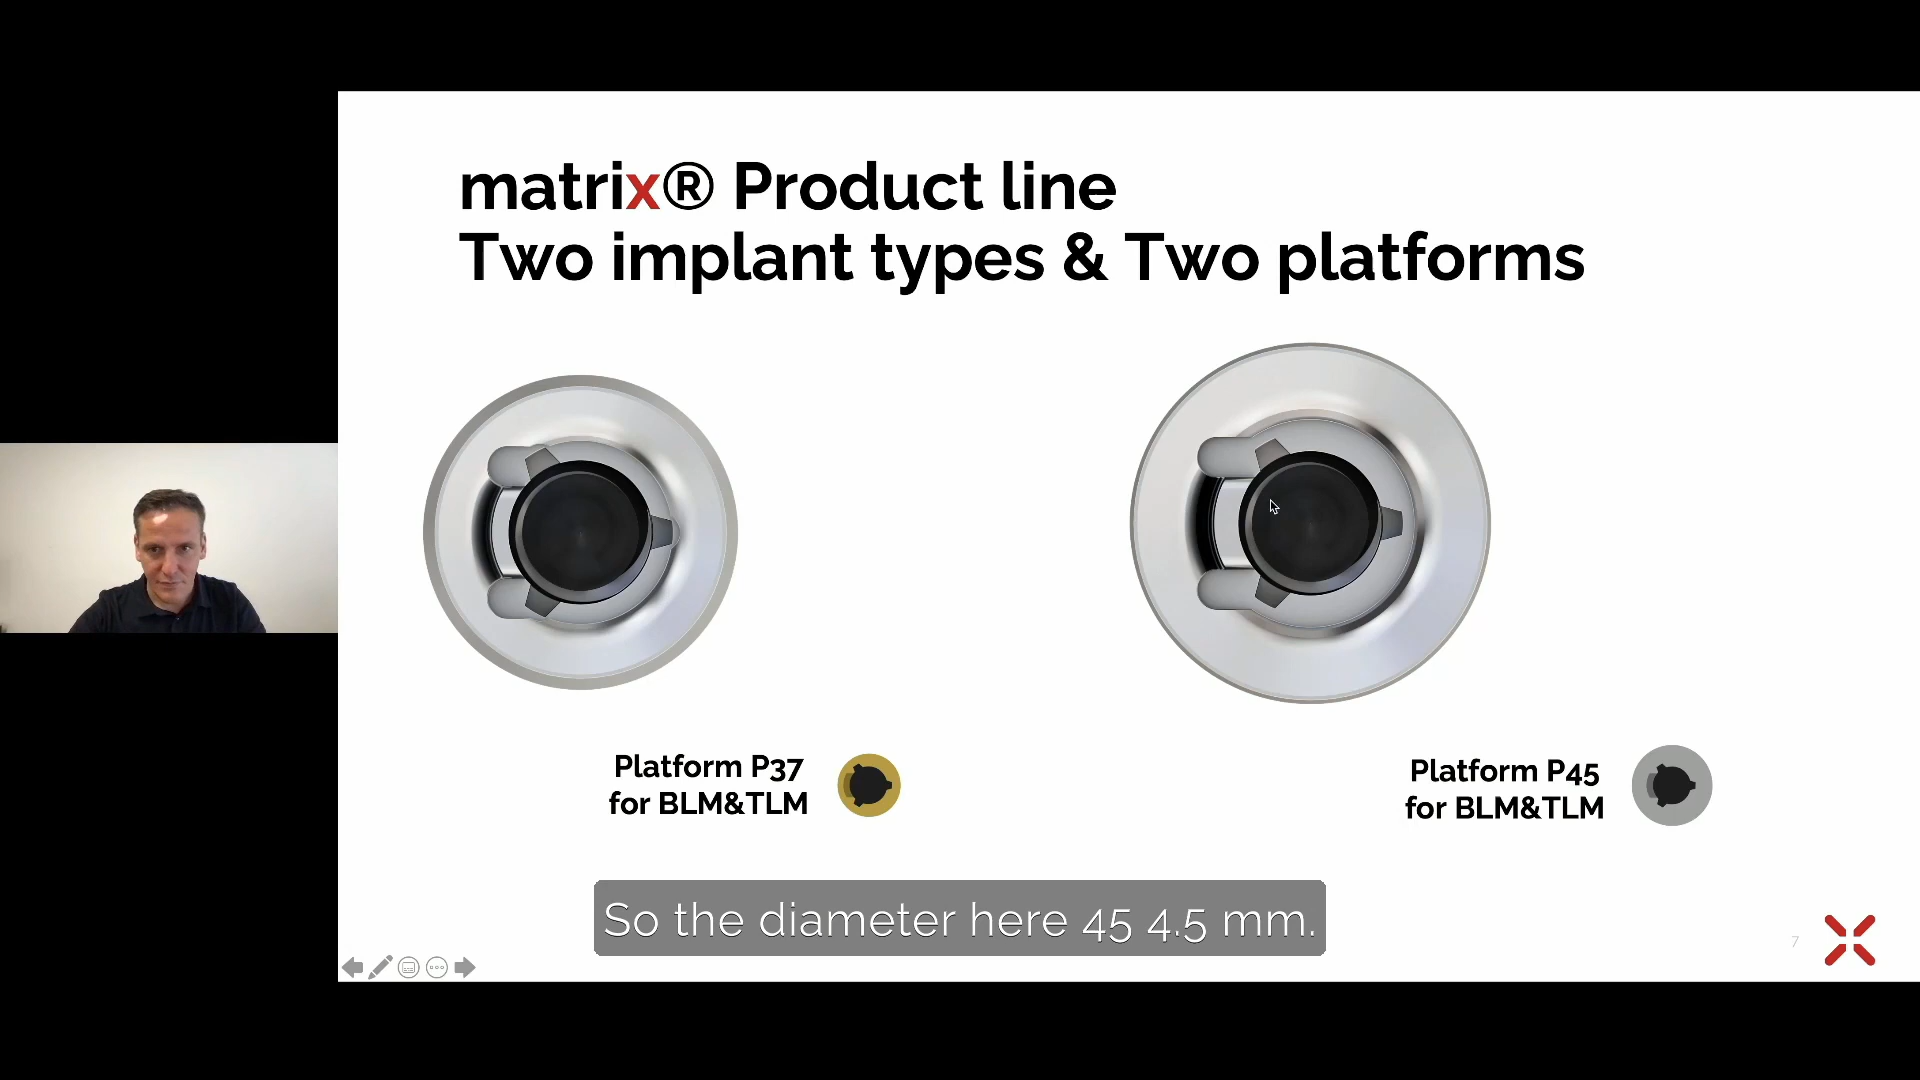 matrix® Product line
Two implant types & Two platforms
Platform P37
for BLM&TLM
Platform P45
for BLM&TLM
So the diameter here 45 4.5 mm.
7